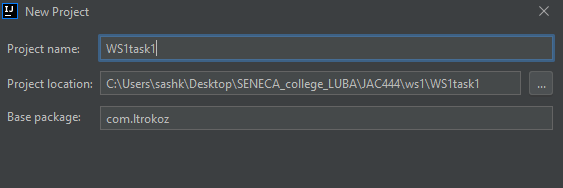 New Project
Project name: WS1task1
Project location: C:\Users\sashk\Desktop\SENECA_college_LUBA\JAC444\ws1\WS1task1 ...
Base package: com.ltrokoz